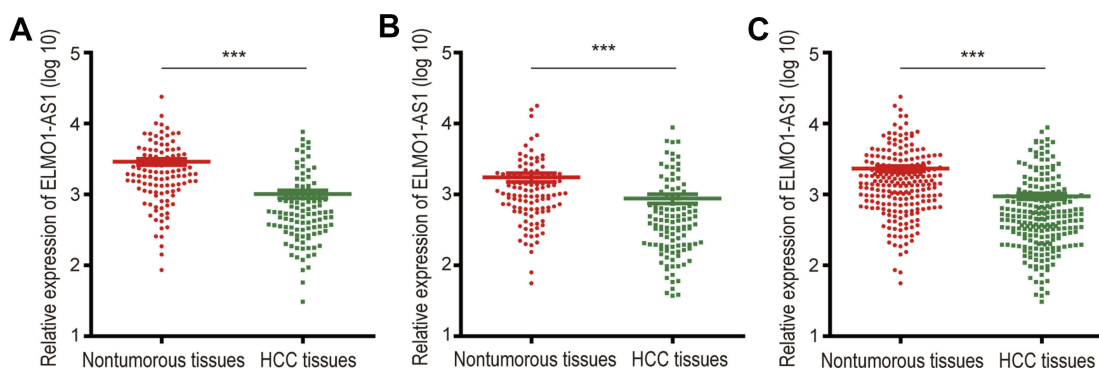 A
Relative expression of ELMO1-AS1 (log 10)
5
4
3
2
1
***
Nontumorous tissues
HCC tissues
B
Relative expression of ELMO1-AS1 (log 10)
5
4
3
2
1
***
Nontumorous tissues
HCC tissues
C
Relative expression of ELMO1-AS1 (log 10)
5
4
3
2
1
***
Nontumorous tissues
HCC tissues